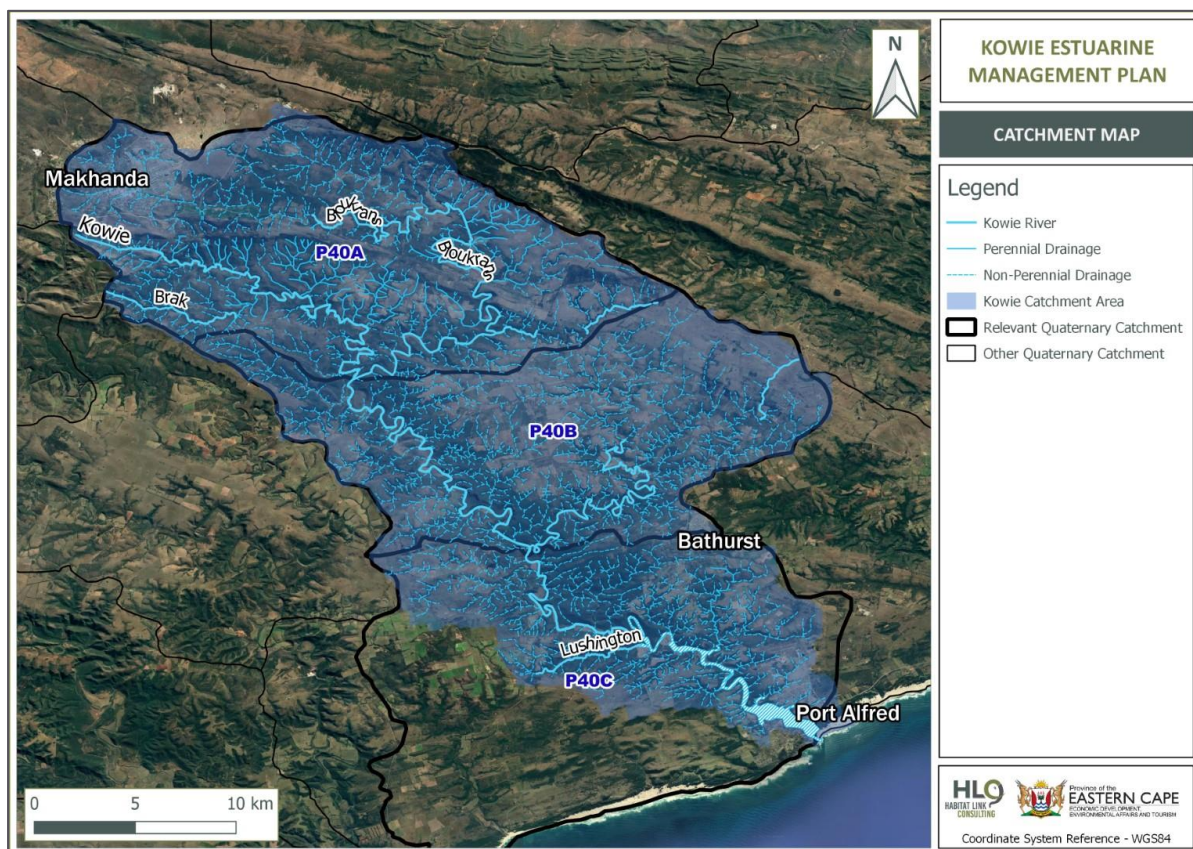 KOWIE ESTUARINE
MANAGEMENT PLAN
CATCHMENT MAP
Legend
Kowie River
Perennial Drainage
Non-Perennial Drainage
Kowie Catchment Area
Relevant Quaternary Catchment
Other Quaternary Catchment
N
Makhanda
Kowie
Bloukrans
P40A
Bloukrans
Brak
P40B
Bathurst
Lushington
P40C
Port Alfred
0 5 10 km
HL
HABITAT LINK
CONSULTING
Province of the
EASTERN CAPE
ECONOMIC DEVELOPMENT,
ENVIRONMENTAL AFFAIRS AND TOURISM
Coordinate System Reference - WGS84